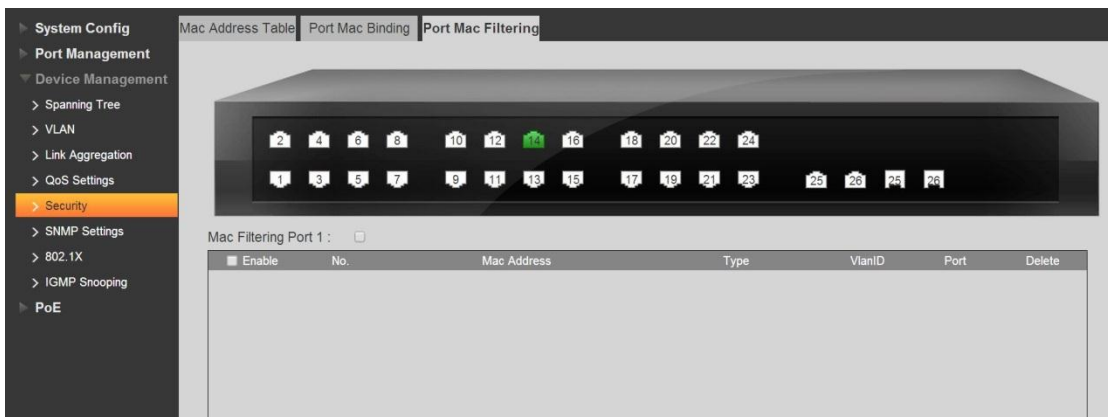 System Config
Port Management
Device Management
Spanning Tree
VLAN
Link Aggregation
QoS Settings
Security
SNMP Settings
802.1X
IGMP Snooping
PoE
Mac Address Table Port Mac Binding Port Mac Filtering
2 4 6 8 10 12 14 16 18 20 22 24
1 3 5 7 9 11 13 15 17 19 21 23 25 26 25 26
Mac Filtering Port 1 :
Enable No. Mac Address Type VlanID Port Delete